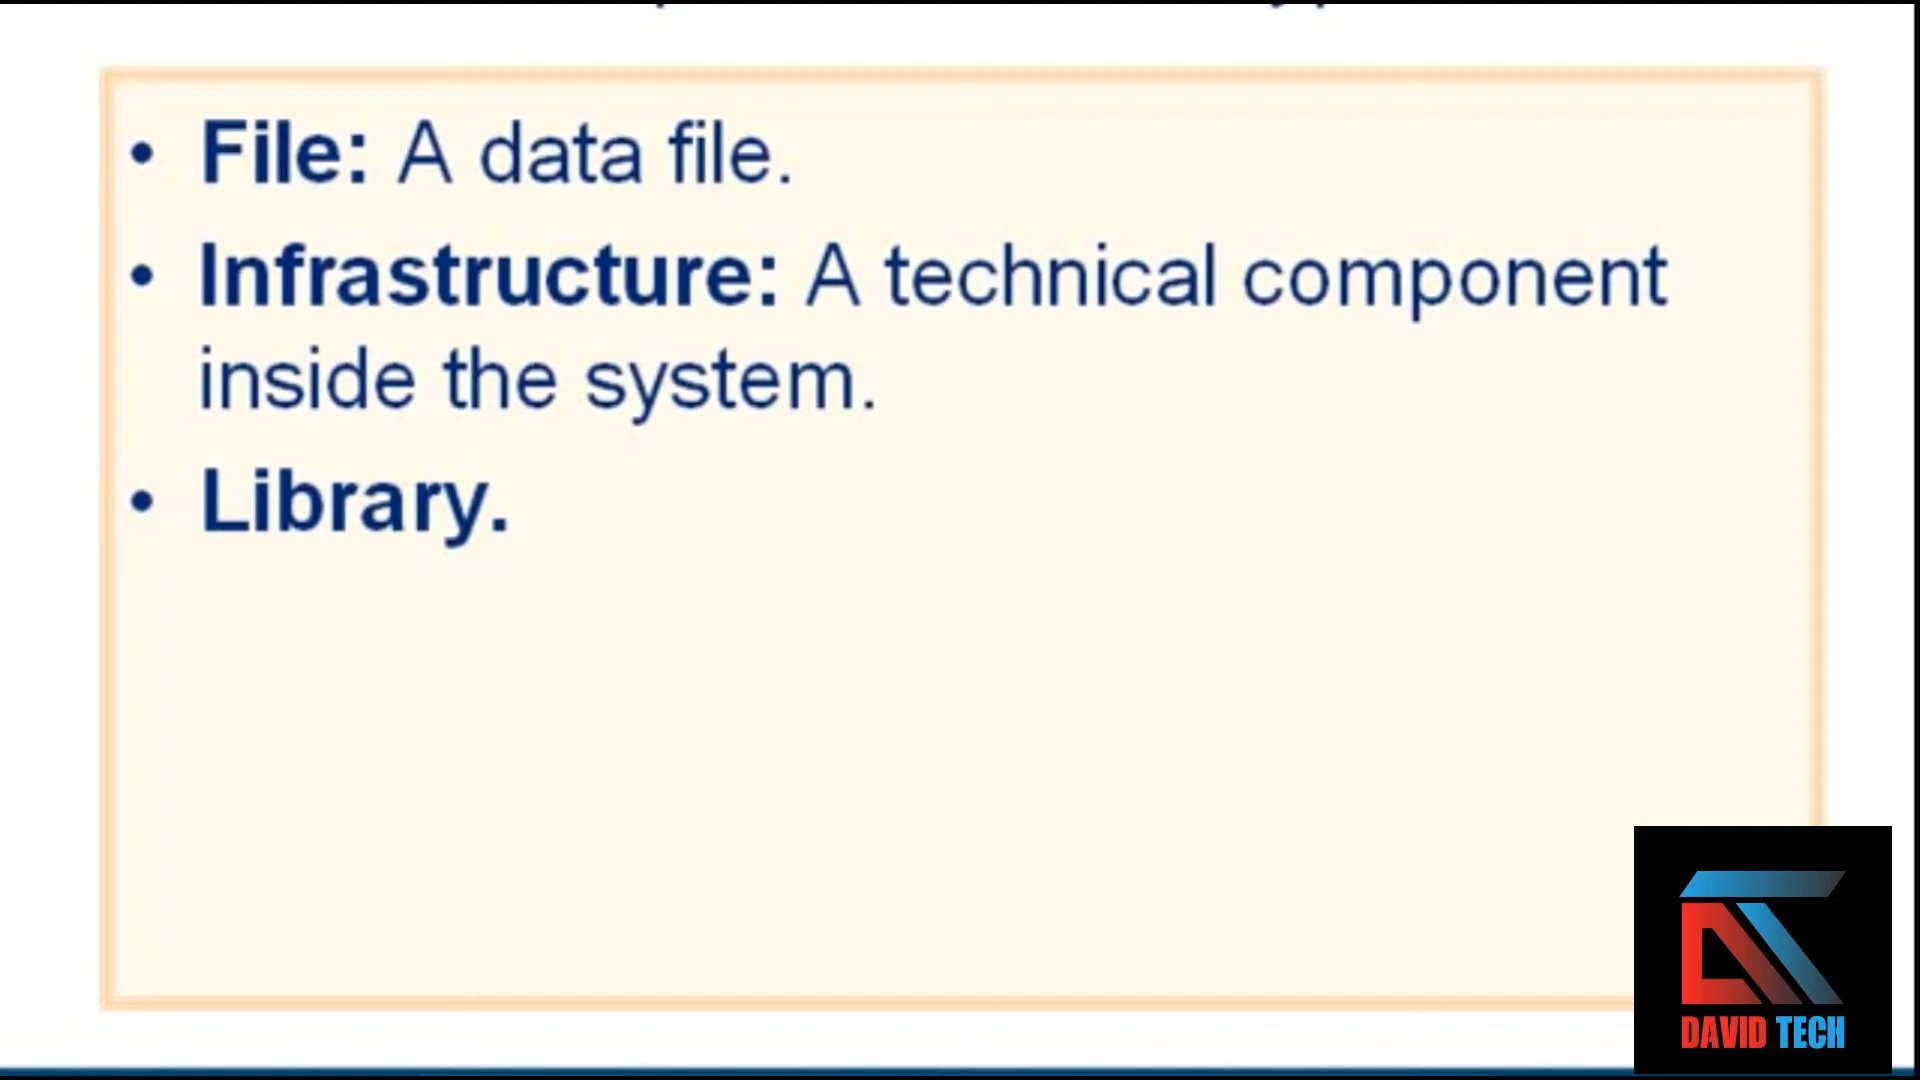 • File: A data file.
• Infrastructure: A technical component
inside the system.
• Library.
DAVID TECH